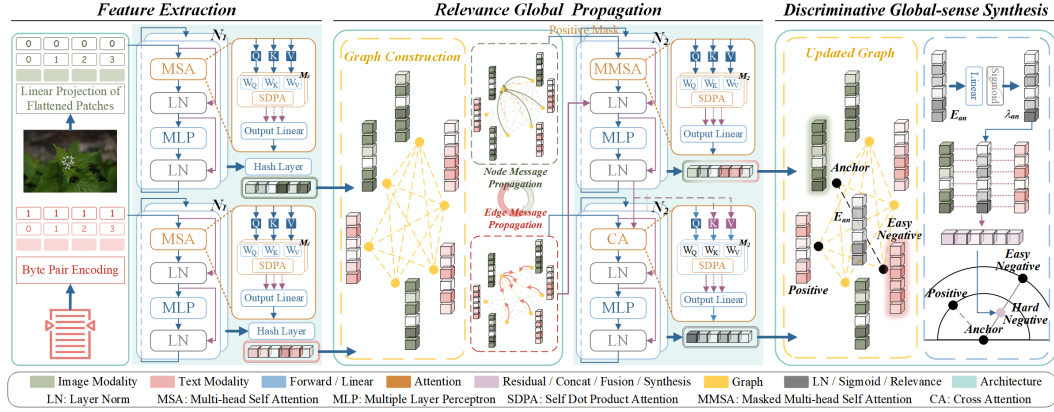 Feature Extraction
Relevance Global Propagation
Discriminative Global-sense Synthesis
0 0 0 0
0 1 2 3
Linear Projection of
Flattened Patches
1 1 1 1
0 1 2 3
Byte Pair Encoding
N1
MSA
LN
MLP
LN
Q K V
WQ WK WV
M1
SDPA
Output Linear
Hash Layer
N1
MSA
LN
MLP
LN
Q K V
WQ WK WV
M1
SDPA
Output Linear
Hash Layer
Graph Construction
Positive Mask
Node Message
Propagation
Edge Message
Propagation
N2
MMSA
LN
MLP
LN
Q K V
WQ WK WV
M2
SDPA
Output Linear
N2
CA
LN
MLP
LN
Q K V
WQ WK WV
M2
SDPA
Output Linear
Updated Graph
Anchor
Ean
Easy
Negative
Positive
Ean
Linear
Sigmoid
λan
Easy
Negative
Positive
Hard
Negative
Anchor
Image Modality Text Modality Forward / Linear Attention Residual / Concat / Fusion / Synthesis Graph LN / Sigmoid / Relevance Architecture
LN: Layer Norm MSA: Multi-head Self Attention MLP: Multiple Layer Perceptron SDPA: Self Dot Product Attention MMSA: Masked Multi-head Self Attention CA: Cross Attention